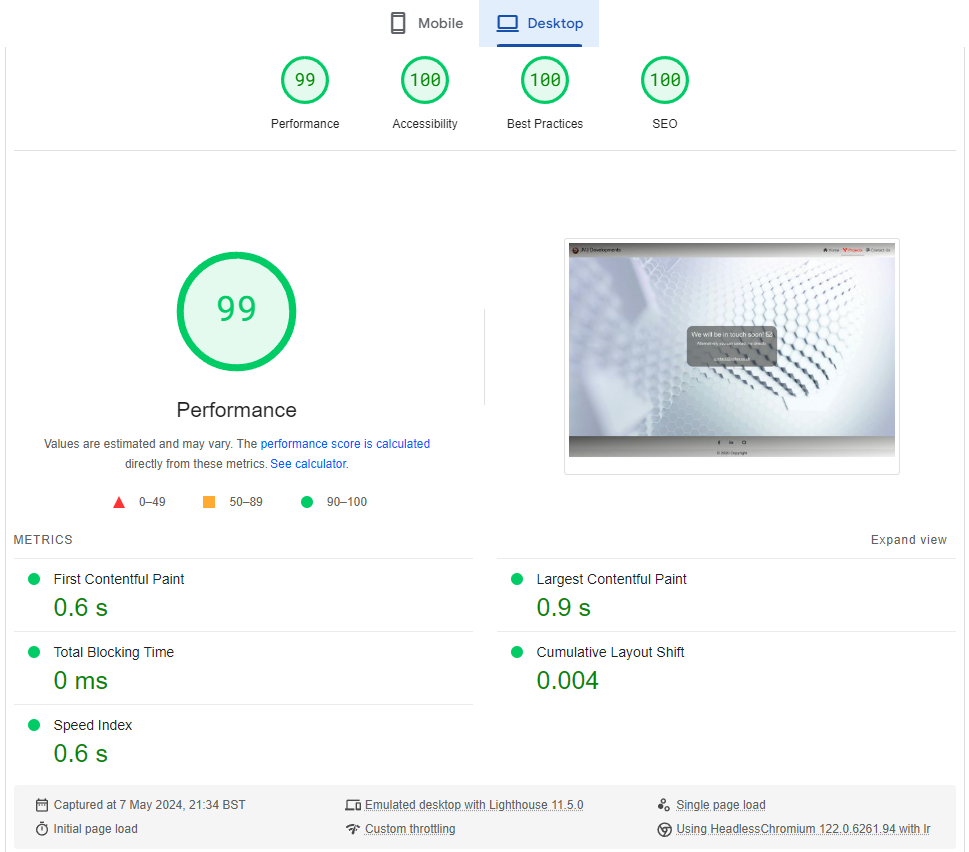 Mobile
Desktop
99 100 100 100
Performance Accessibility Best Practices SEO
99
Performance
Values are estimated and may vary. The performance score is calculated
directly from these metrics. See calculator.
0–49 50–89 90–100
JWJ Developments
Home Projects Contact Us
We will be in touch soon!
© 2020 Copyright
METRICS
Expand view
First Contentful Paint
0.6 s
Largest Contentful Paint
0.9 s
Total Blocking Time
0 ms
Cumulative Layout Shift
0.004
Speed Index
0.6 s
Captured at 7 May 2024, 21:34 BST
Emulated desktop with Lighthouse 11.5.0
Single page load
Initial page load
Custom throttling
Using HeadlessChromium 122.0.6261.94 with lr